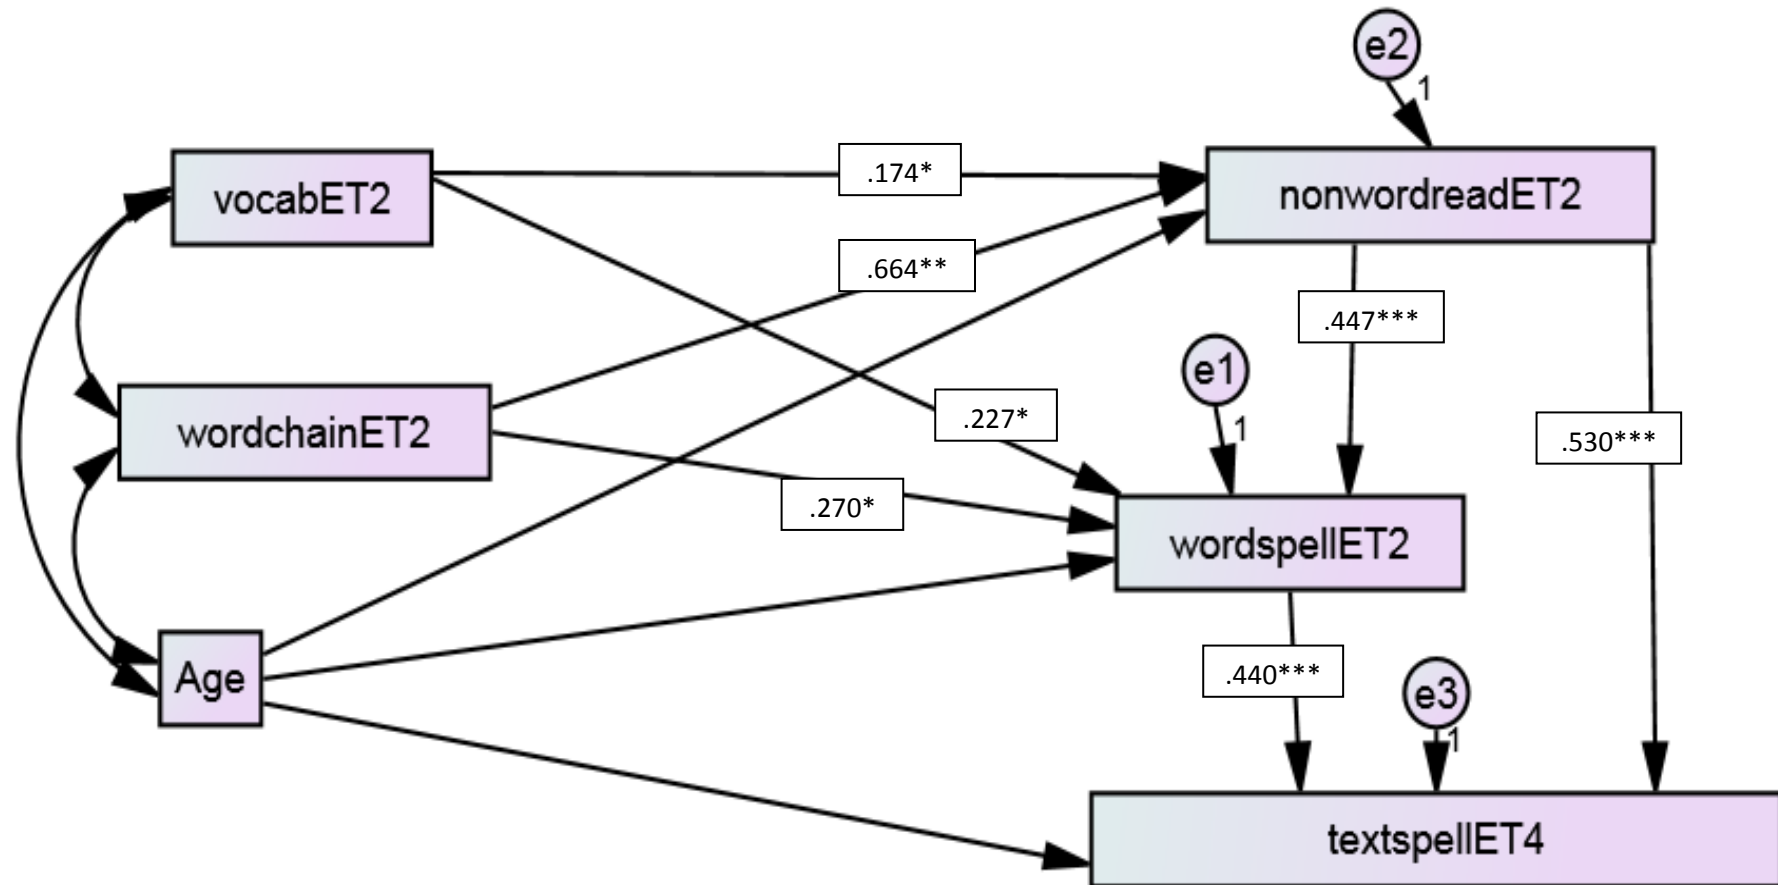 e2
1
vocabET2
.174*
nonwordreadET2
.664**
.447***
e1
1
.227*
wordchainET2
.530***
.270*
wordspellET2
Age
.440***
e3
1
textspellET4